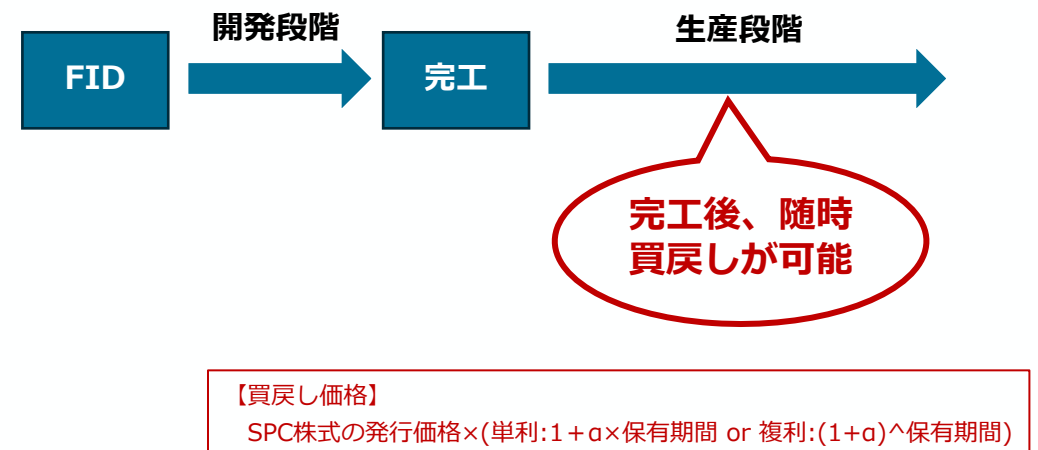 開発段階
生産段階
FID
完工
完工後、随時
買戻しが可能
【買戻し価格】
SPC株式の発行価格×(単利:1+α×保有期間 or 複利:(1+α)^保有期間)